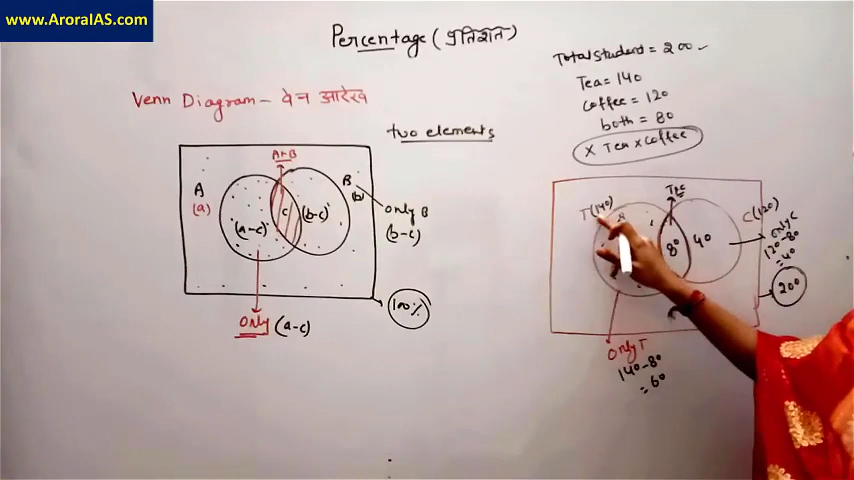 www.AroraIAS.com
Percentage (प्रतिशत)
Venn Diagram - वेन आरेख
two elements
A
(a)
A∩B
B
(b)
(a-c)
c
(b-c)
only B
(b-c)
100%
only (a-c)
Total Student = 200
Tea = 140
Coffee = 120
both = 80
X Tea X Coffee
T(140)
C(120)
80
40
only C
120-80
= 40
200
Only T
140-80
= 60